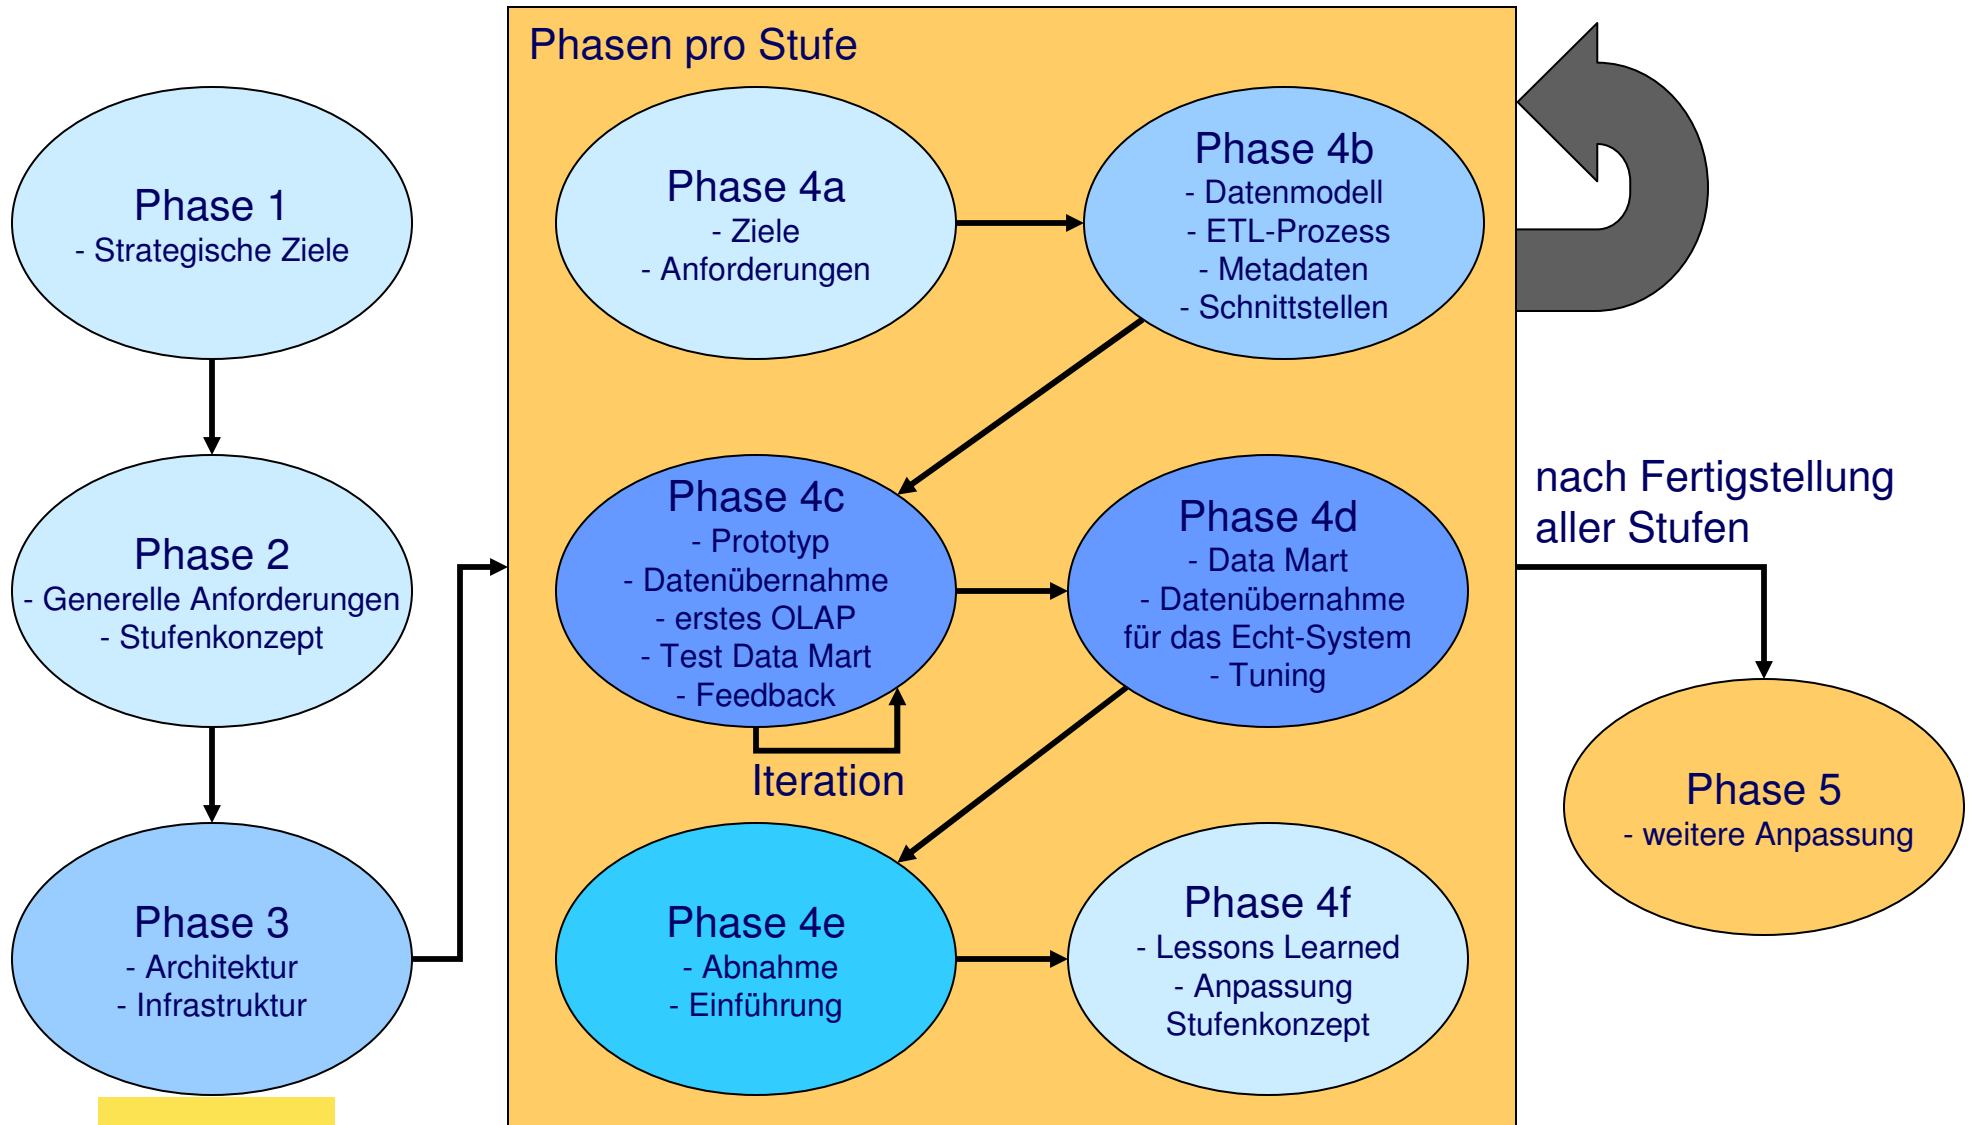 Phasen pro Stufe
Phase 1
- Strategische Ziele
Phase 2
- Generelle Anforderungen
- Stufenkonzept
Phase 3
- Architektur
- Infrastruktur
Phase 4a
- Ziele
- Anforderungen
Phase 4b
- Datenmodell
- ETL-Prozess
- Metadaten
- Schnittstellen
Phase 4c
- Prototyp
- Datenübernahme
- erstes OLAP
- Test Data Mart
- Feedback
Iteration
Phase 4d
- Data Mart
- Datenübernahme
für das Echt-System
- Tuning
Phase 4e
- Abnahme
- Einführung
Phase 4f
- Lessons Learned
- Anpassung
Stufenkonzept
nach Fertigstellung
aller Stufen
Phase 5
- weitere Anpassung